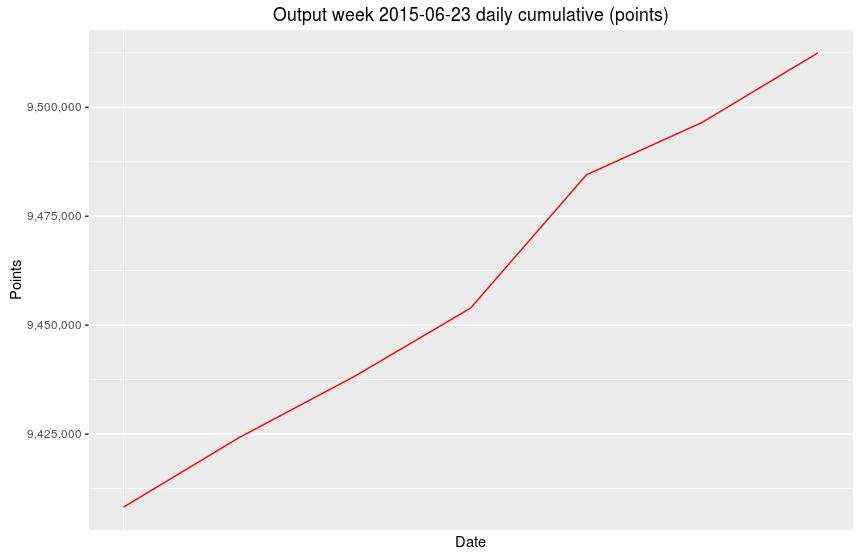 Output week 2015-06-23 daily cumulative (points)
9,500,000
9,475,000
9,450,000
9,425,000
Points
Date